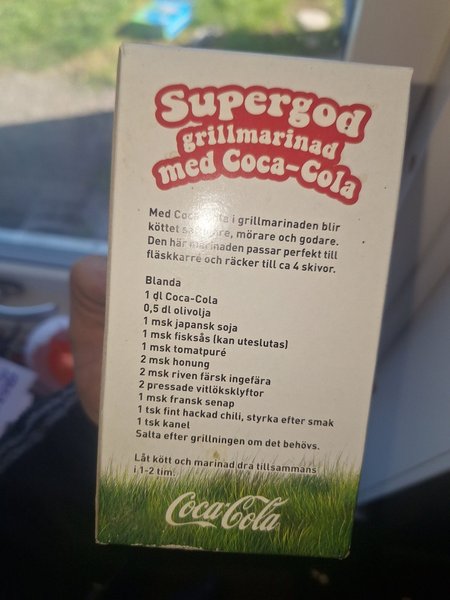 Supergod
grillmarinad
med Coca-Cola
Med Coca-Cola i grillmarinaden blir
köttet saftigare, mörare och godare.
Den här marinaden passar perfekt till
fläskkarré och räcker till ca 4 skivor.
Blanda
1 dl Coca-Cola
0,5 dl olivolja
1 msk japansk soja
1 msk fisksås (kan uteslutas)
1 msk tomatpuré
2 msk honung
2 msk riven färsk ingefära
2 pressade vitlöksklyftor
1 msk fransk senap
1 tsk fint hackad chili, styrka efter smak
1 tsk kanel
Salta efter grillningen om det behövs.
Låt kött och marinad dra tillsammans
i 1-2 tim.
Coca-Cola